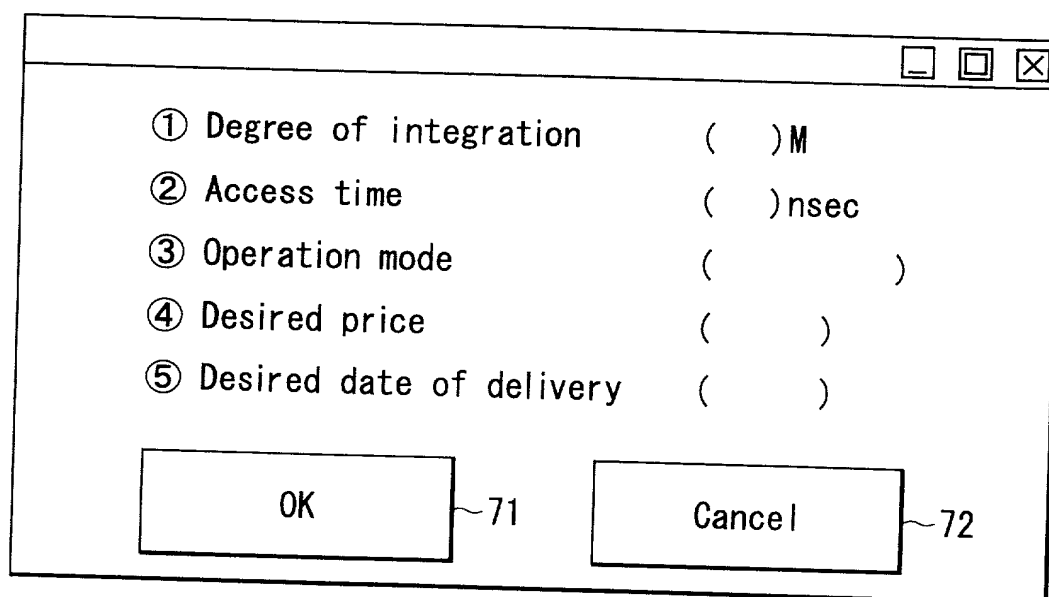 ① Degree of integration ( )M
② Access time ( )nsec
③ Operation mode ( )
④ Desired price ( )
⑤ Desired date of delivery ( )
OK 71 Cancel 72